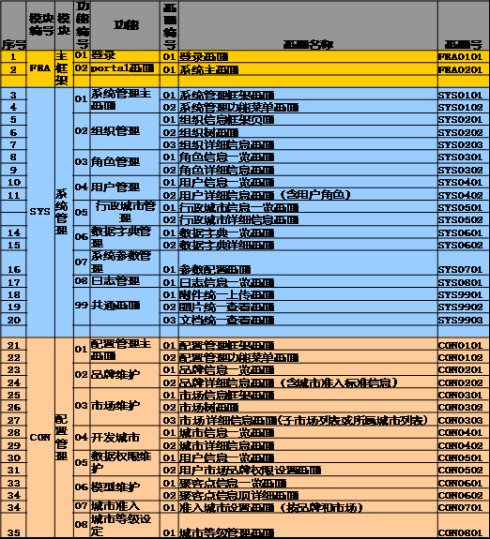 序号 模块编号 模块 功能编号 功能 画面编号 画面名称 画面号
1 FRA 主框架 01 登录 01 登录画面 FRA0101
2 02 portal画面 01 系统主画面 FRA0201
3 SYS 系统管理 01 系统管理主画面 01 系统管理框架画面 SYS0101
4 02 系统管理功能菜单画面 SYS0102
5 02 组织管理 01 组织信息框架页面 SYS0201
6 02 组织树画面 SYS0202
7 03 组织详细信息画面 SYS0203
8 03 角色管理 01 角色信息一览画面 SYS0301
9 02 角色详细信息画面 SYS0302
10 04 用户管理 01 用户信息一览画面 SYS0401
11 02 用户详细信息画面（含用户角色） SYS0402
05 行政城市管理 01 行政城市信息一览画面 SYS0501
02 行政城市详细信息画面 SYS0502
14 06 数据字典管理 01 数据字典一览画面 SYS0601
15 02 数据字典详细画面 SYS0602
16 07 系统参数管理 01 参数配置画面 SYS0701
17 08 日志管理 01 日志信息一览画面 SYS0801
18 99 共通画面 01 附件统一上传画面 SYS9901
19 02 图片统一查看画面 SYS9902
20 03 文档统一查看画面 SYS9903
21 CON 配置管理 01 配置管理主画面 01 配置管理框架画面 CON0101
22 02 配置管理功能菜单画面 CON0102
23 02 品牌维护 01 品牌信息一览画面 CON0201
24 02 品牌详细信息画面（含城市准入标准信息） CON0202
25 03 市场维护 01 市场信息框架画面 CON0301
26 02 市场树画面 CON0302
27 03 市场详细信息画面(子市场列表或所属城市列表) CON0303
28 04 开发城市 01 城市信息一览画面 CON0401
29 02 城市详细信息画面 CON0402
30 05 数据权限维护 01 用户信息一览画面 CON0501
31 02 用户市场品牌权限设置画面 CON0502
33 06 模型维护 01 聚客点信息一览画面 CON0601
34 02 聚客点信息项详细画面 CON0602
34 07 城市准入 01 准入城市设置画面（按品牌和市场） CON0701
35 08 城市等级设定 01 城市等级管理画面 CON0801